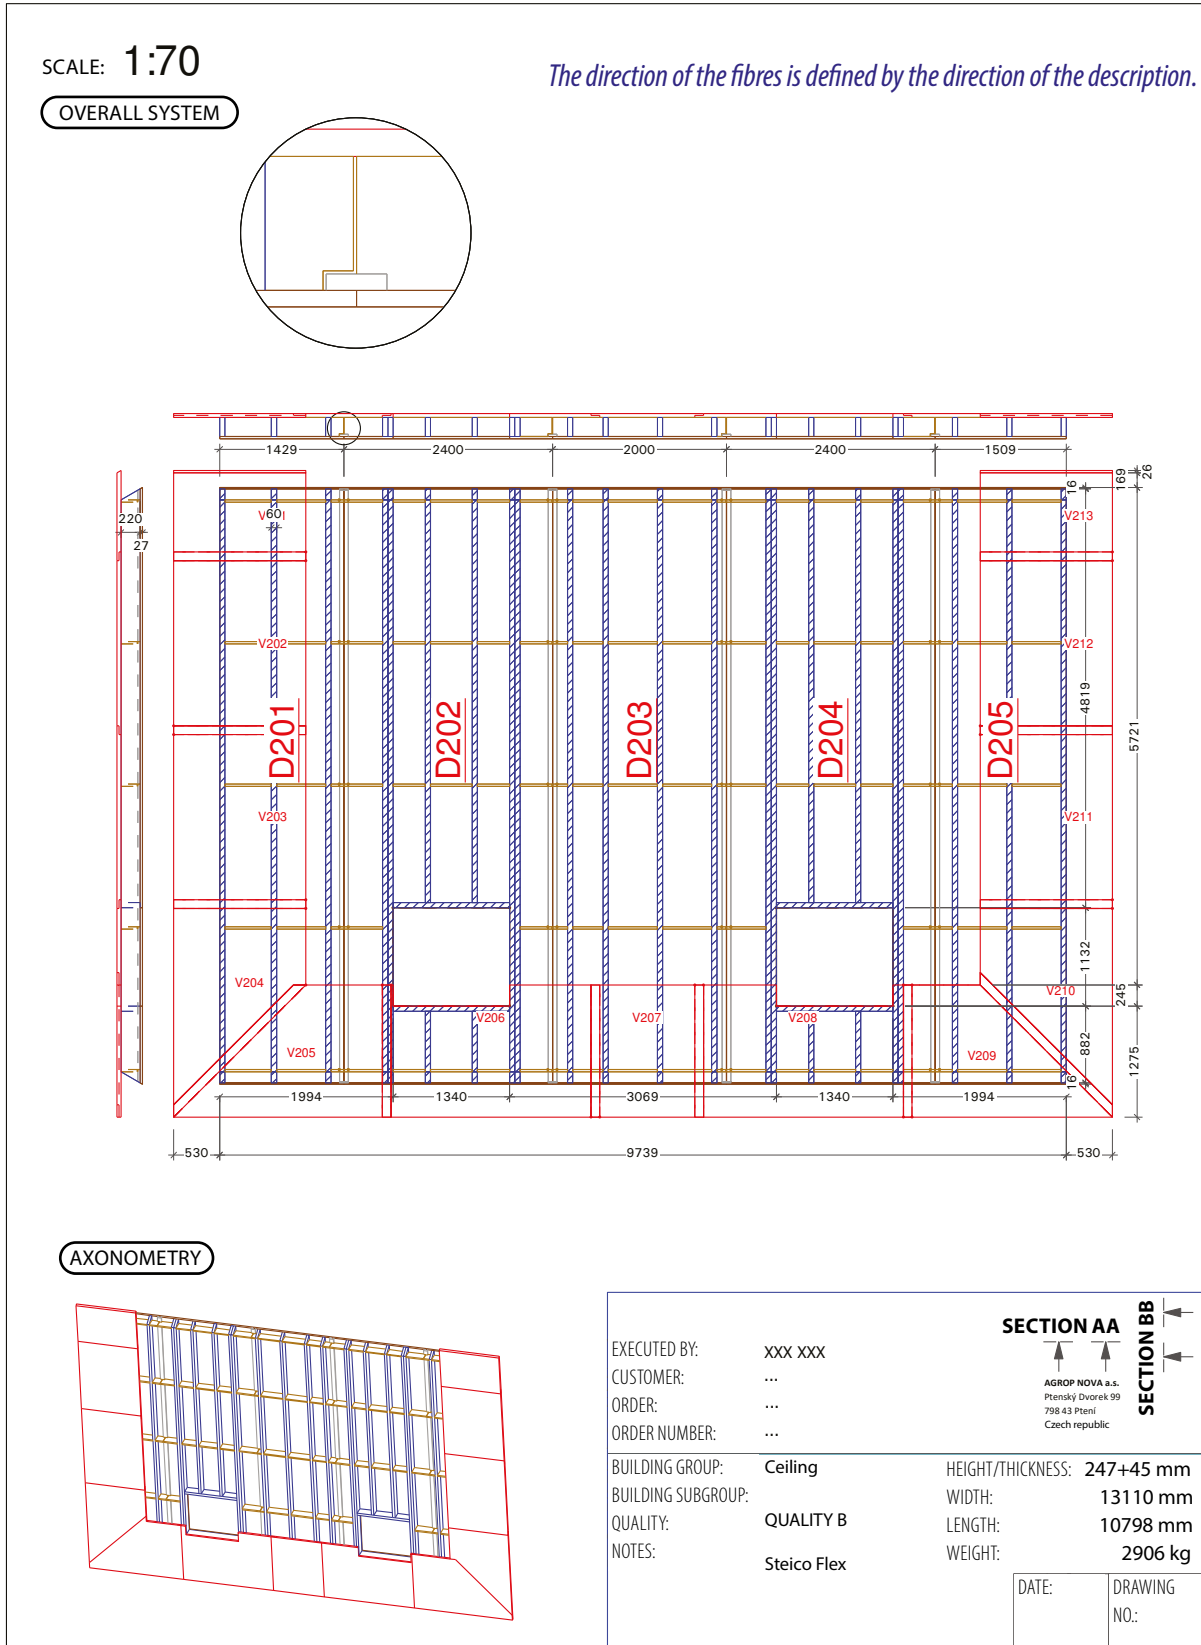 SCALE: 1:70
The direction of the fibres is defined by the direction of the description.
OVERALL SYSTEM
1429 2400 2000 2400 1509
169 26
220
27
16
60
V213
V202 V212
4819
5721
D201 D202 D203 D204 D205
V203 V211
1132
V204 V210
245
V206 V207 V208
V205 V209
882
1275
16
1994 1340 3069 1340 1994
530 9739 530
AXONOMETRY
SECTION AA
SECTION BB
EXECUTED BY: XXX XXX
CUSTOMER: ...
ORDER: ...
ORDER NUMBER: ...
AGROP NOVA a.s.
Ptenský Dvorek 99
798 43 Ptení
Czech republic
BUILDING GROUP: Ceiling
BUILDING SUBGROUP:
QUALITY: QUALITY B
NOTES: Steico Flex
HEIGHT/THICKNESS: 247+45 mm
WIDTH: 13110 mm
LENGTH: 10798 mm
WEIGHT: 2906 kg
DATE:
DRAWING
NO.: